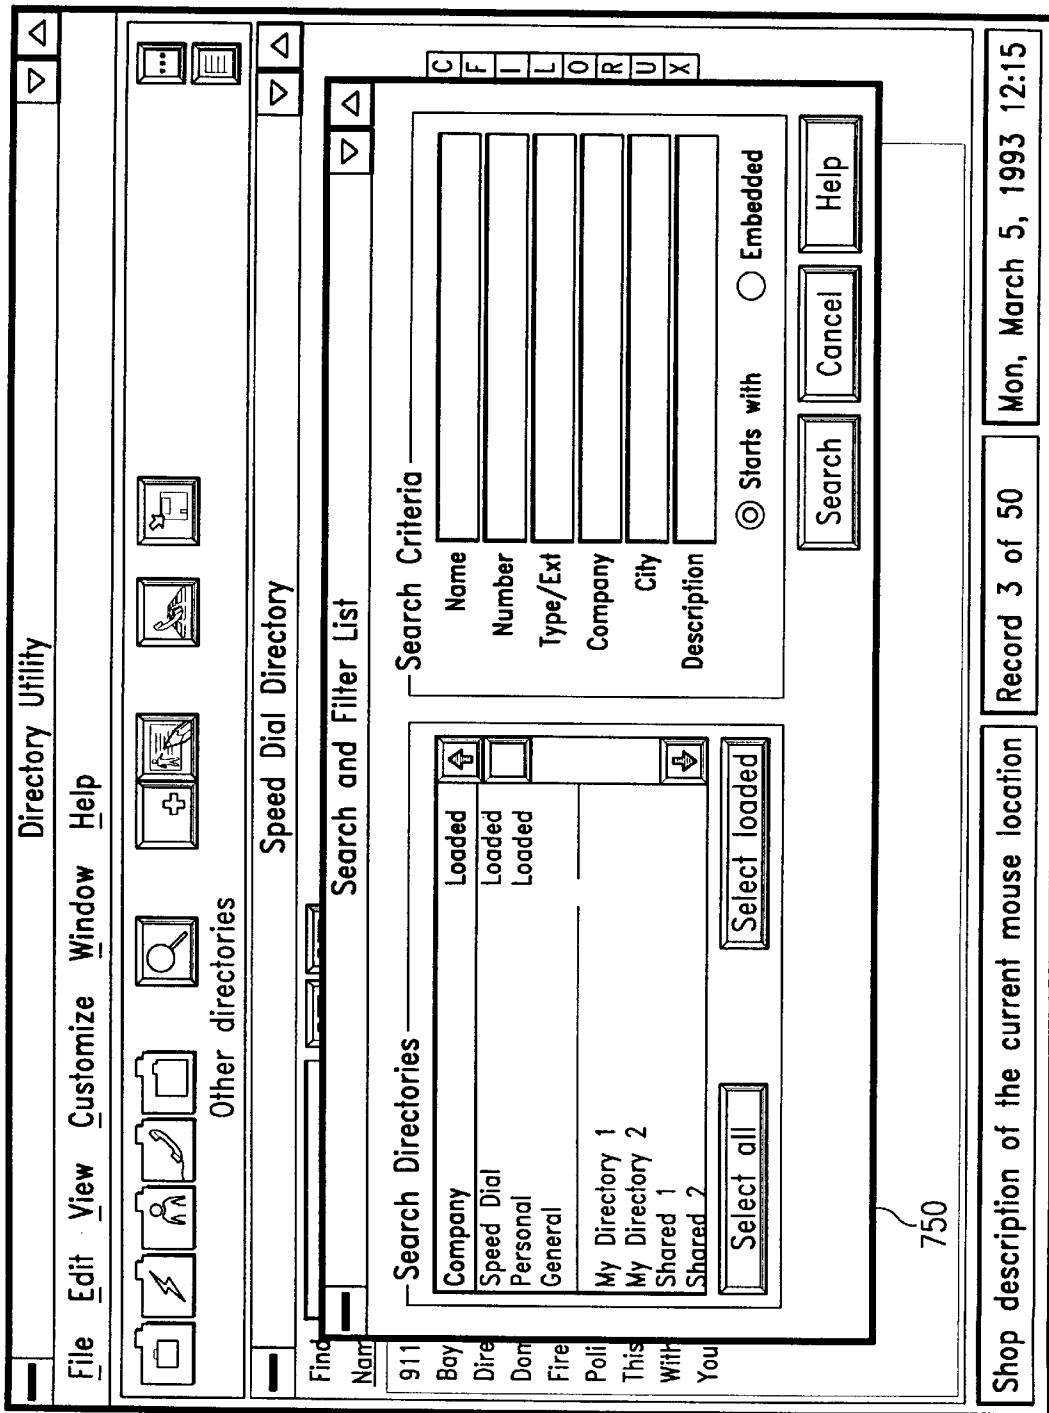 Directory Utility
File Edit View Customize Window Help
Other directories
Speed Dial Directory
Find
Nam
911
Bay
Dire
Don
Fire
Poli
This
With
You
C
F
I
L
O
R
U
X
Search and Filter List
Search Directories
Company Loaded
Speed Dial Loaded
Personal Loaded
General
My Directory 1
My Directory 2
Shared 1
Shared 2
Select all Select loaded
Search Criteria
Name
Number
Type/Ext
Company
City
Description
Starts with Embedded
Search Cancel Help
750
Shop description of the current mouse location Record 3 of 50 Mon, March 5, 1993 12:15